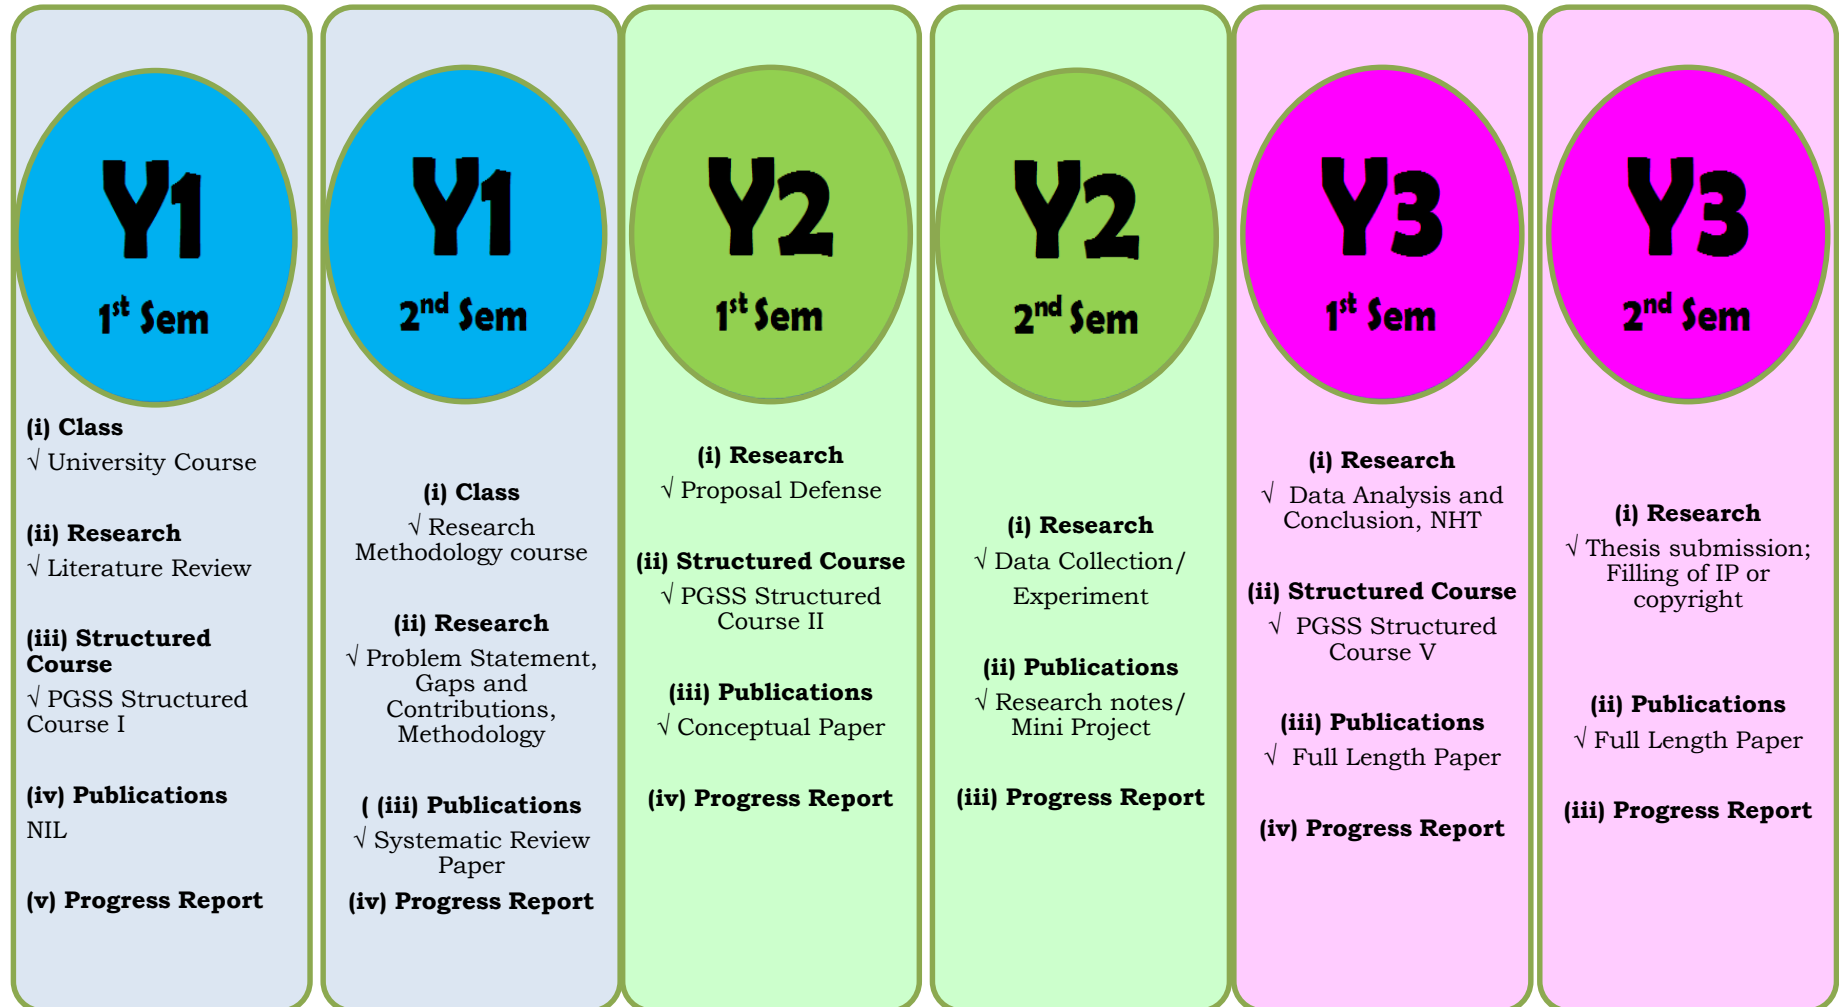 Y1
1st Sem
(i) Class
√ University Course
(ii) Research
√ Literature Review
(iii) Structured
Course
√ PGSS Structured
Course I
(iv) Publications
NIL
(v) Progress Report
Y1
2nd Sem
(i) Class
√ Research
Methodology course
(ii) Research
√ Problem Statement,
Gaps and
Contributions,
Methodology
( (iii) Publications
√ Systematic Review
Paper
(iv) Progress Report
Y2
1st Sem
(i) Research
√ Proposal Defense
(ii) Structured Course
√ PGSS Structured
Course II
(iii) Publications
√ Conceptual Paper
(iv) Progress Report
Y2
2nd Sem
(i) Research
√ Data Collection/
Experiment
(ii) Publications
√ Research notes/
Mini Project
(iii) Progress Report
Y3
1st Sem
(i) Research
√ Data Analysis and
Conclusion, NHT
(ii) Structured Course
√ PGSS Structured
Course V
(iii) Publications
√ Full Length Paper
(iv) Progress Report
Y3
2nd Sem
(i) Research
√ Thesis submission;
Filling of IP or
copyright
(ii) Publications
√ Full Length Paper
(iii) Progress Report